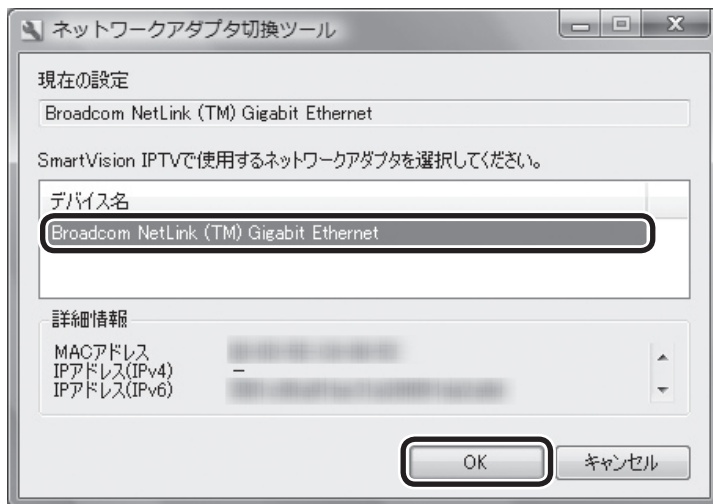 ネットワークアダプタ切換ツール
現在の設定
Broadcom NetLink (TM) Gigabit Ethernet
SmartVision IPTVで使用するネットワークアダプタを選択してください。
デバイス名
Broadcom NetLink (TM) Gigabit Ethernet
詳細情報
MACアドレス
IPアドレス(IPv4) －
IPアドレス(IPv6)
OK キャンセル